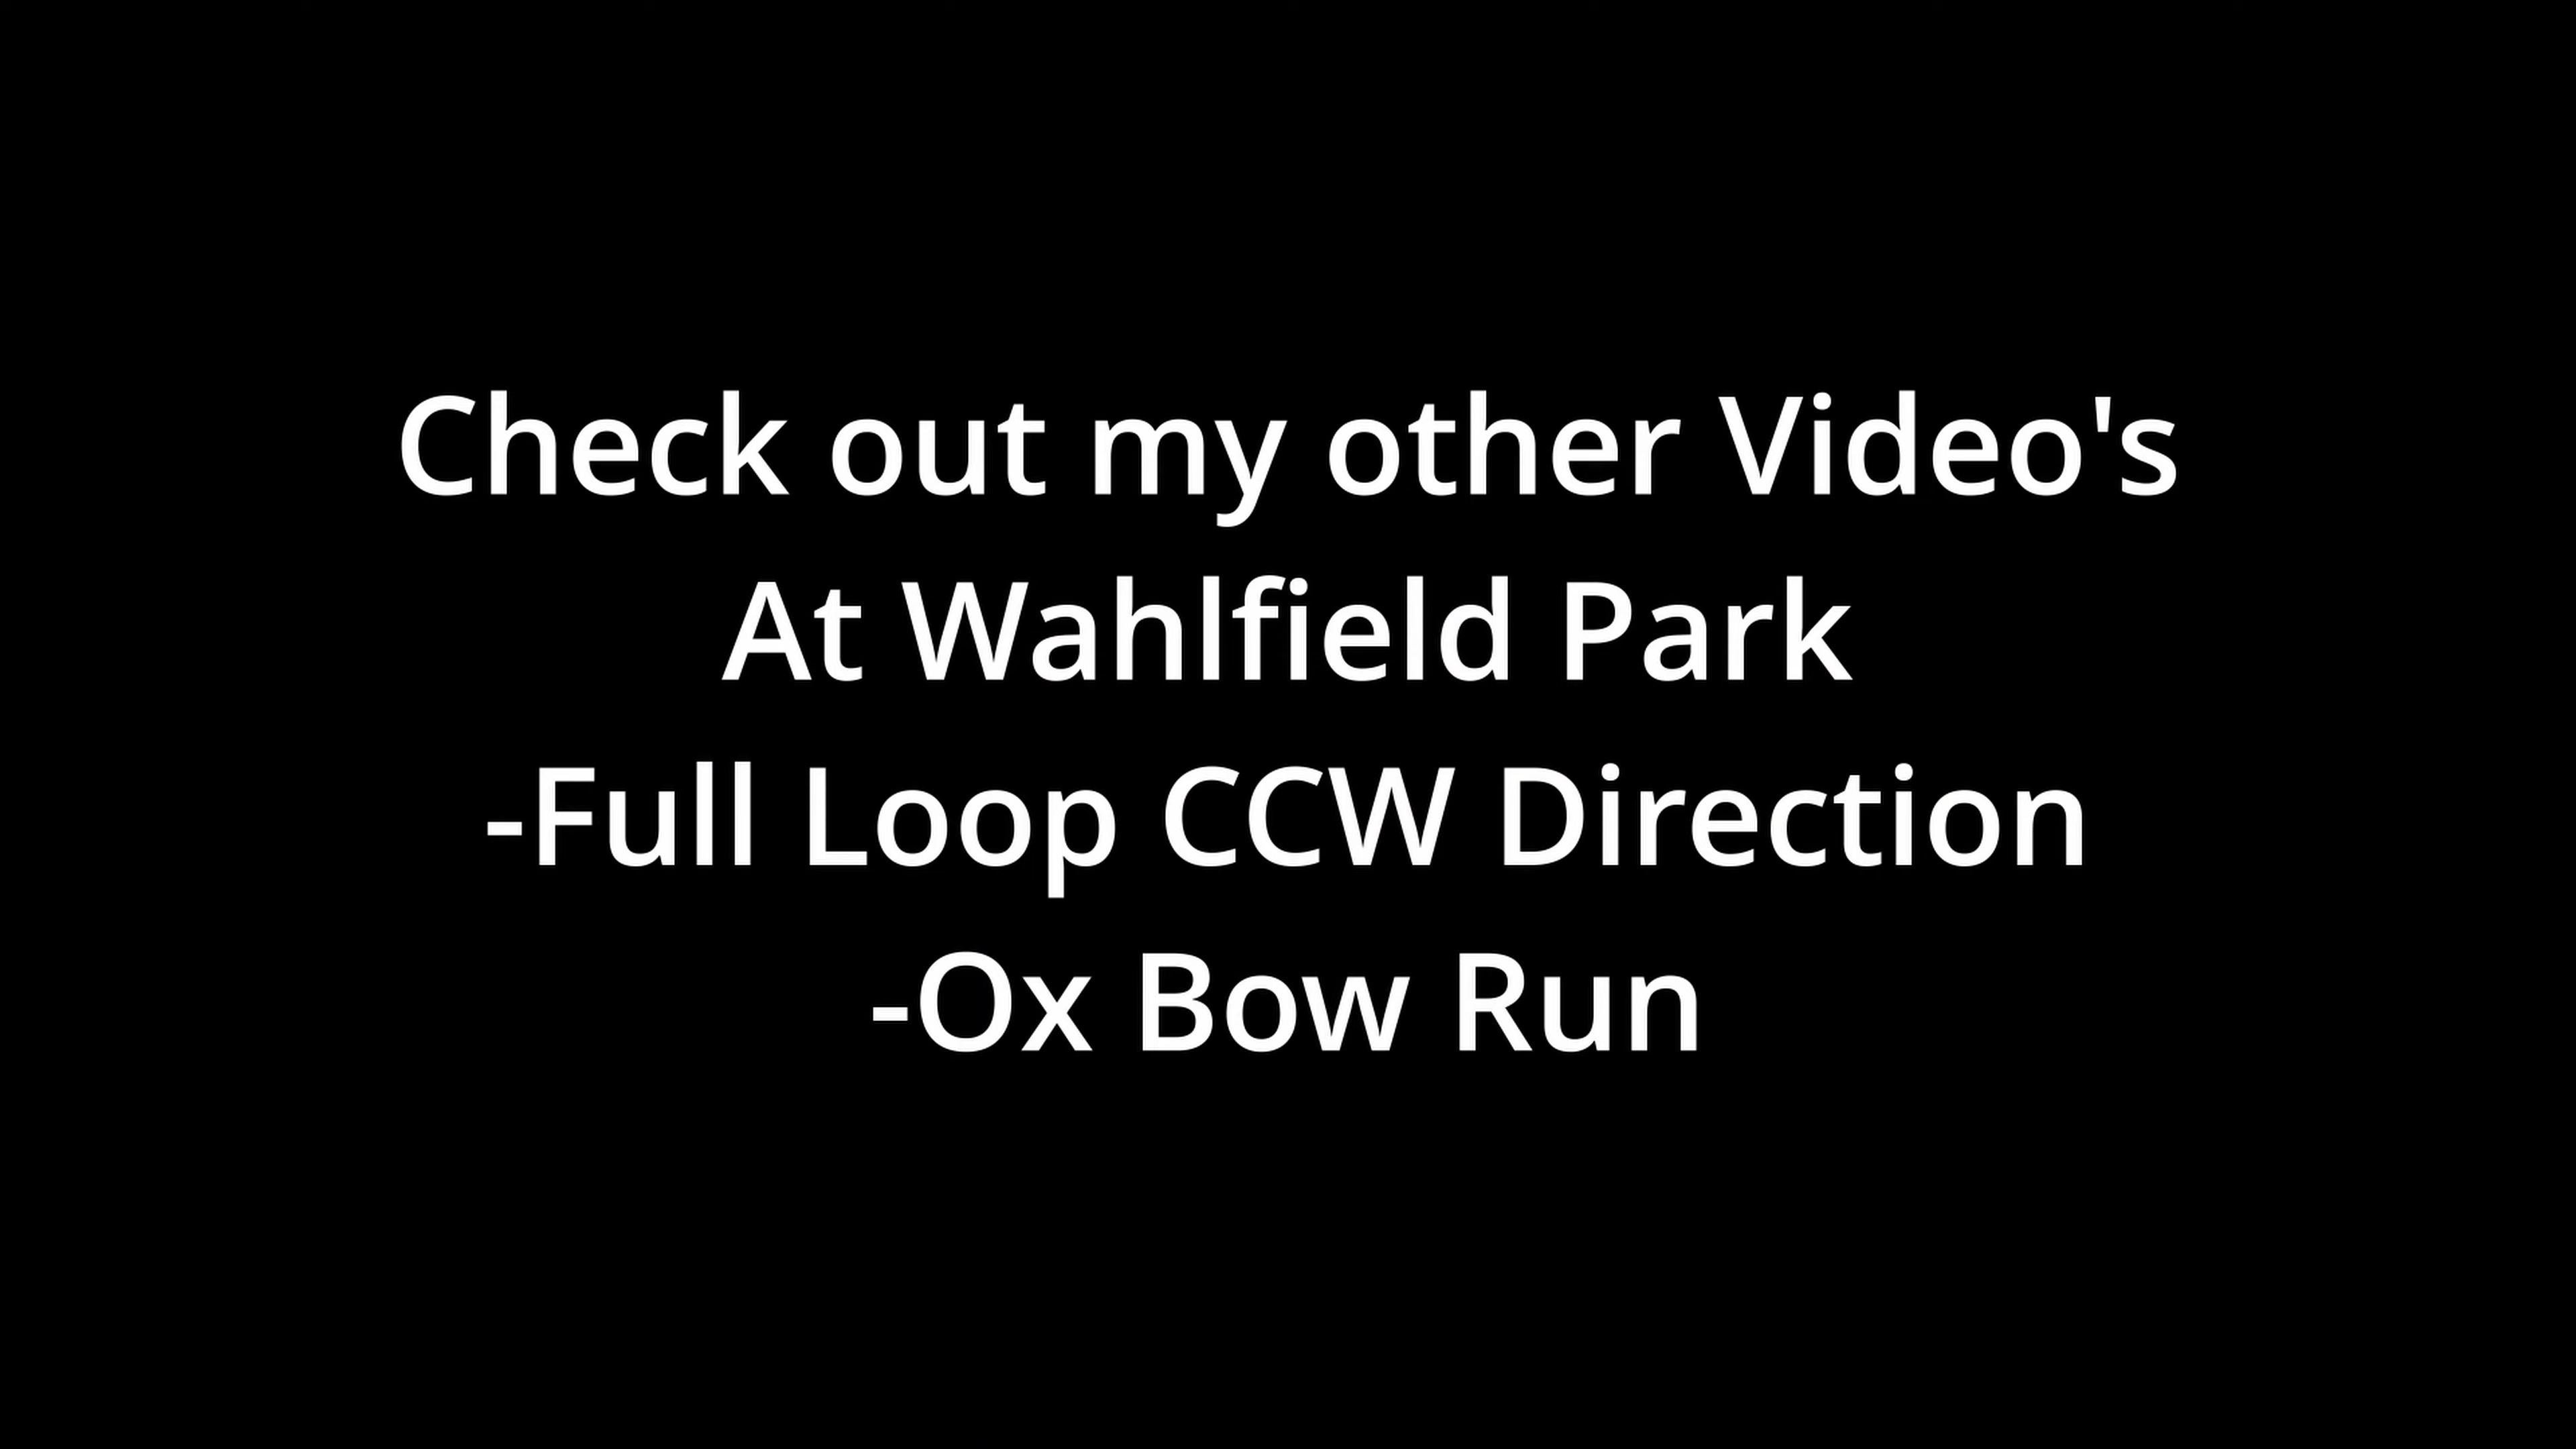 Check out my other Video's
At Wahlfield Park
-Full Loop CCW Direction
-Ox Bow Run